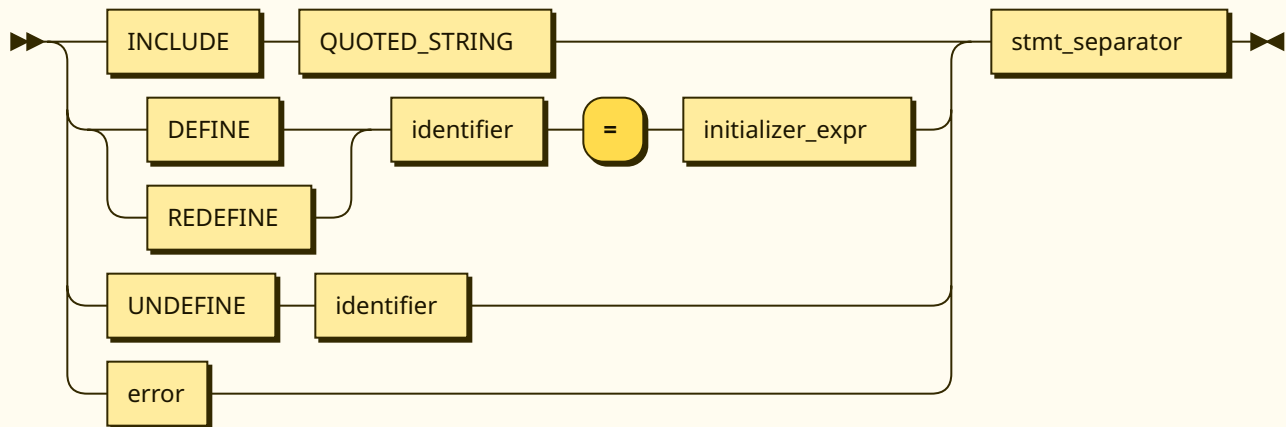 INCLUDE QUOTED_STRING stmt_separator
DEFINE identifier = initializer_expr
REDEFINE
UNDEFINE identifier
error